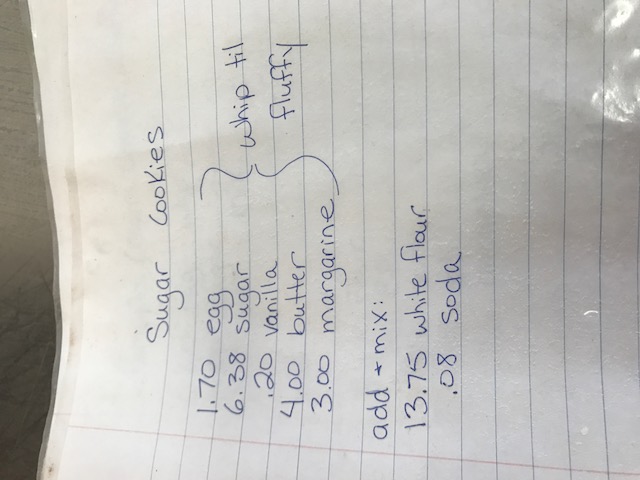 Sugar Cookies
1.70 egg
6.38 sugar
.20 vanilla
4.00 butter
3.00 margarine
whip til
fluffy
add + mix:
13.75 white flour
.08 soda